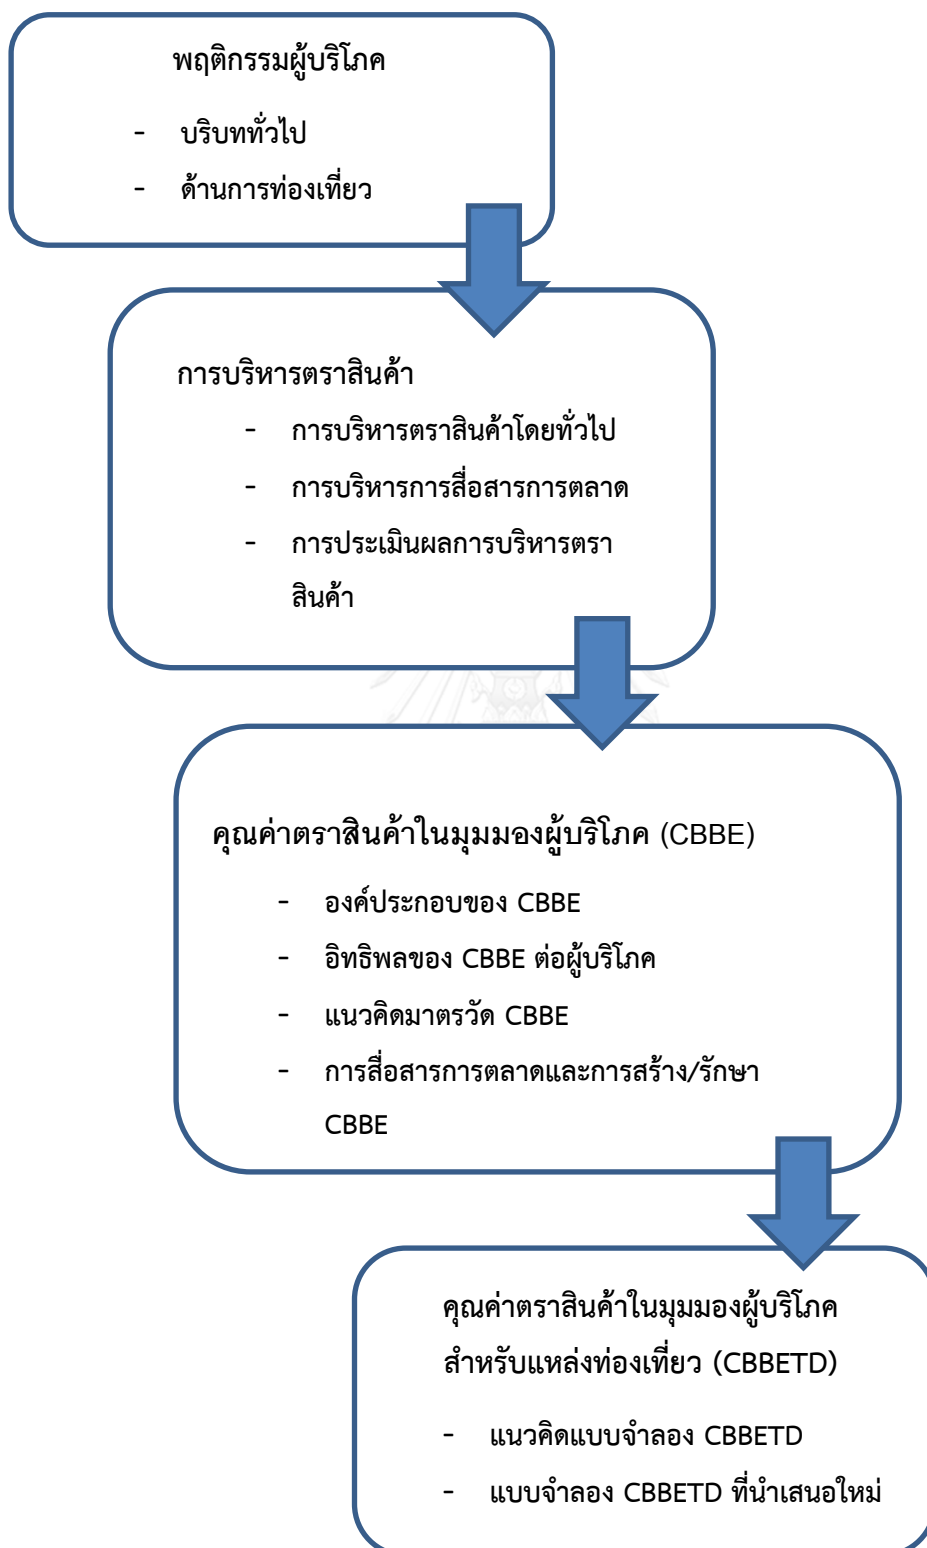 พฤติกรรมผู้บริโภค
- บริบททั่วไป
- ด้านการท่องเที่ยว
การบริหารตราสินค้า
- การบริหารตราสินค้าโดยทั่วไป
- การบริหารการสื่อสารการตลาด
- การประเมินผลการบริหารตรา
สินค้า
คุณค่าตราสินค้าในมุมมองผู้บริโภค (CBBE)
- องค์ประกอบของ CBBE
- อิทธิพลของ CBBE ต่อผู้บริโภค
- แนวคิดมาตรวัด CBBE
- การสื่อสารการตลาดและการสร้าง/รักษา
CBBE
คุณค่าตราสินค้าในมุมมองผู้บริโภค
สำหรับแหล่งท่องเที่ยว (CBBETD)
- แนวคิดแบบจำลอง CBBETD
- แบบจำลอง CBBETD ที่นำเสนอใหม่